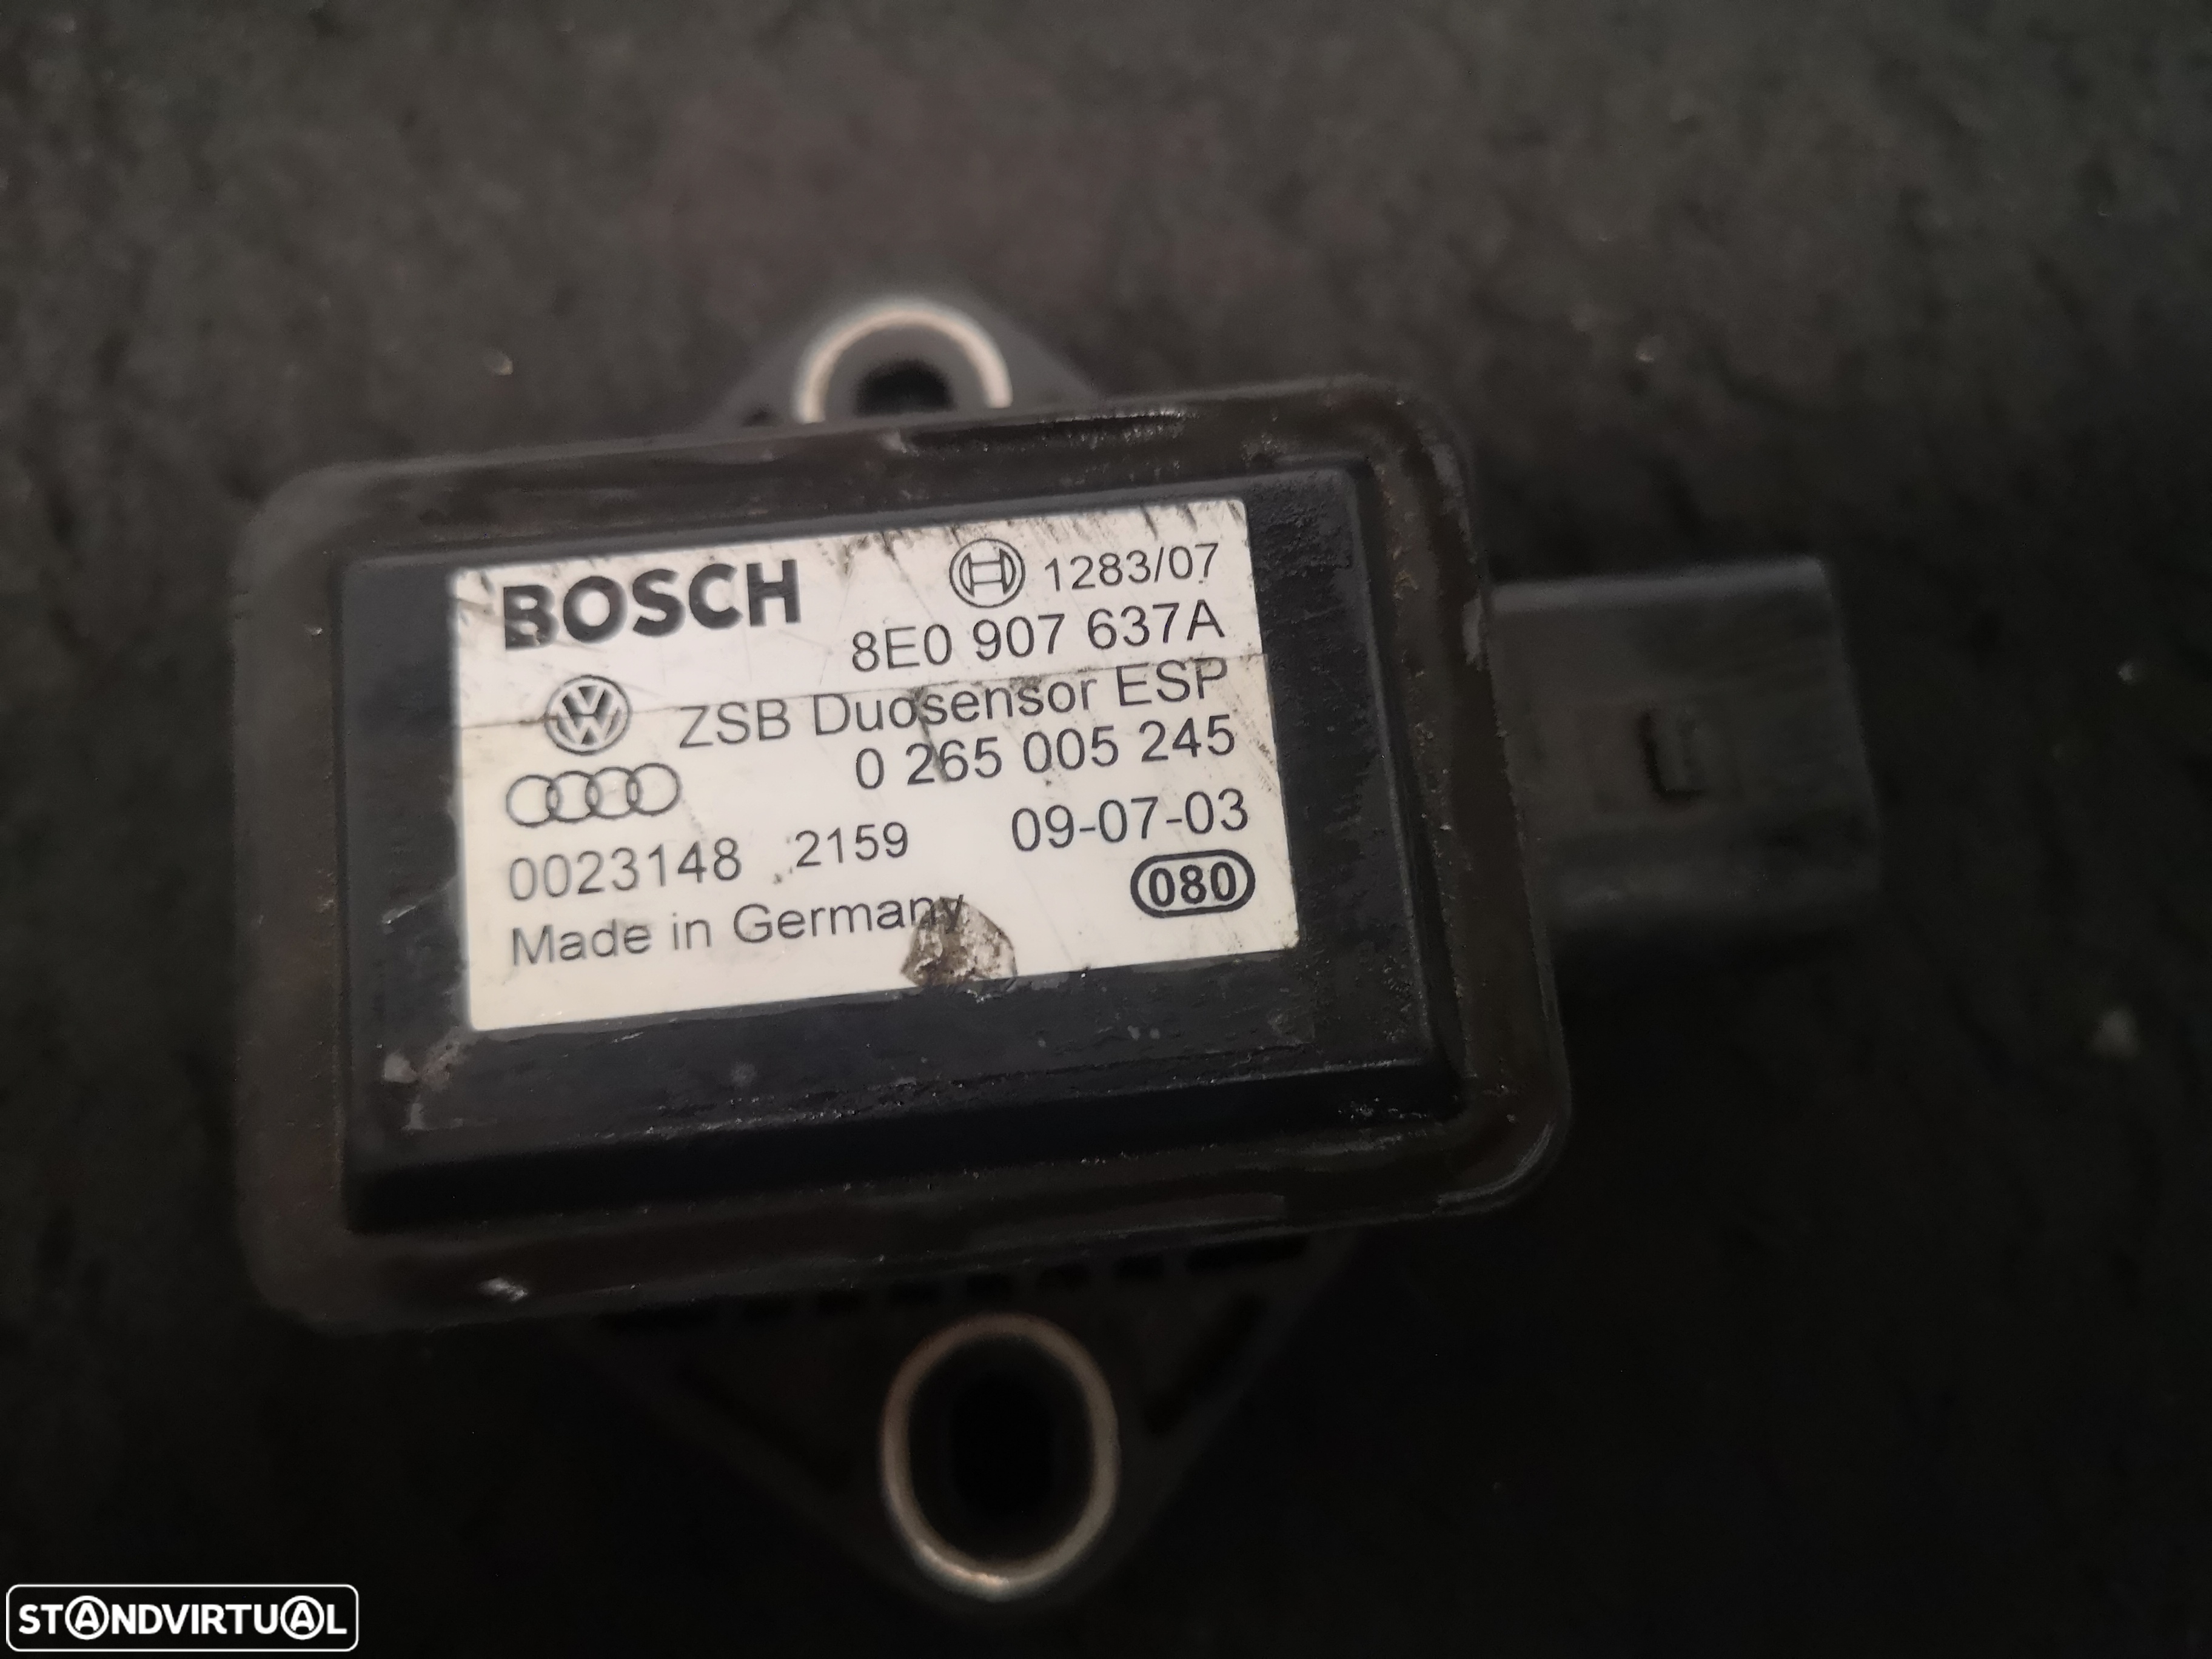 BOSCH 1283/07
8E0 907 637A
ZSB Duosensor ESP
0 265 005 245
0023148 2159 09-07-03
Made in Germany 080
STANDVIRTUAL